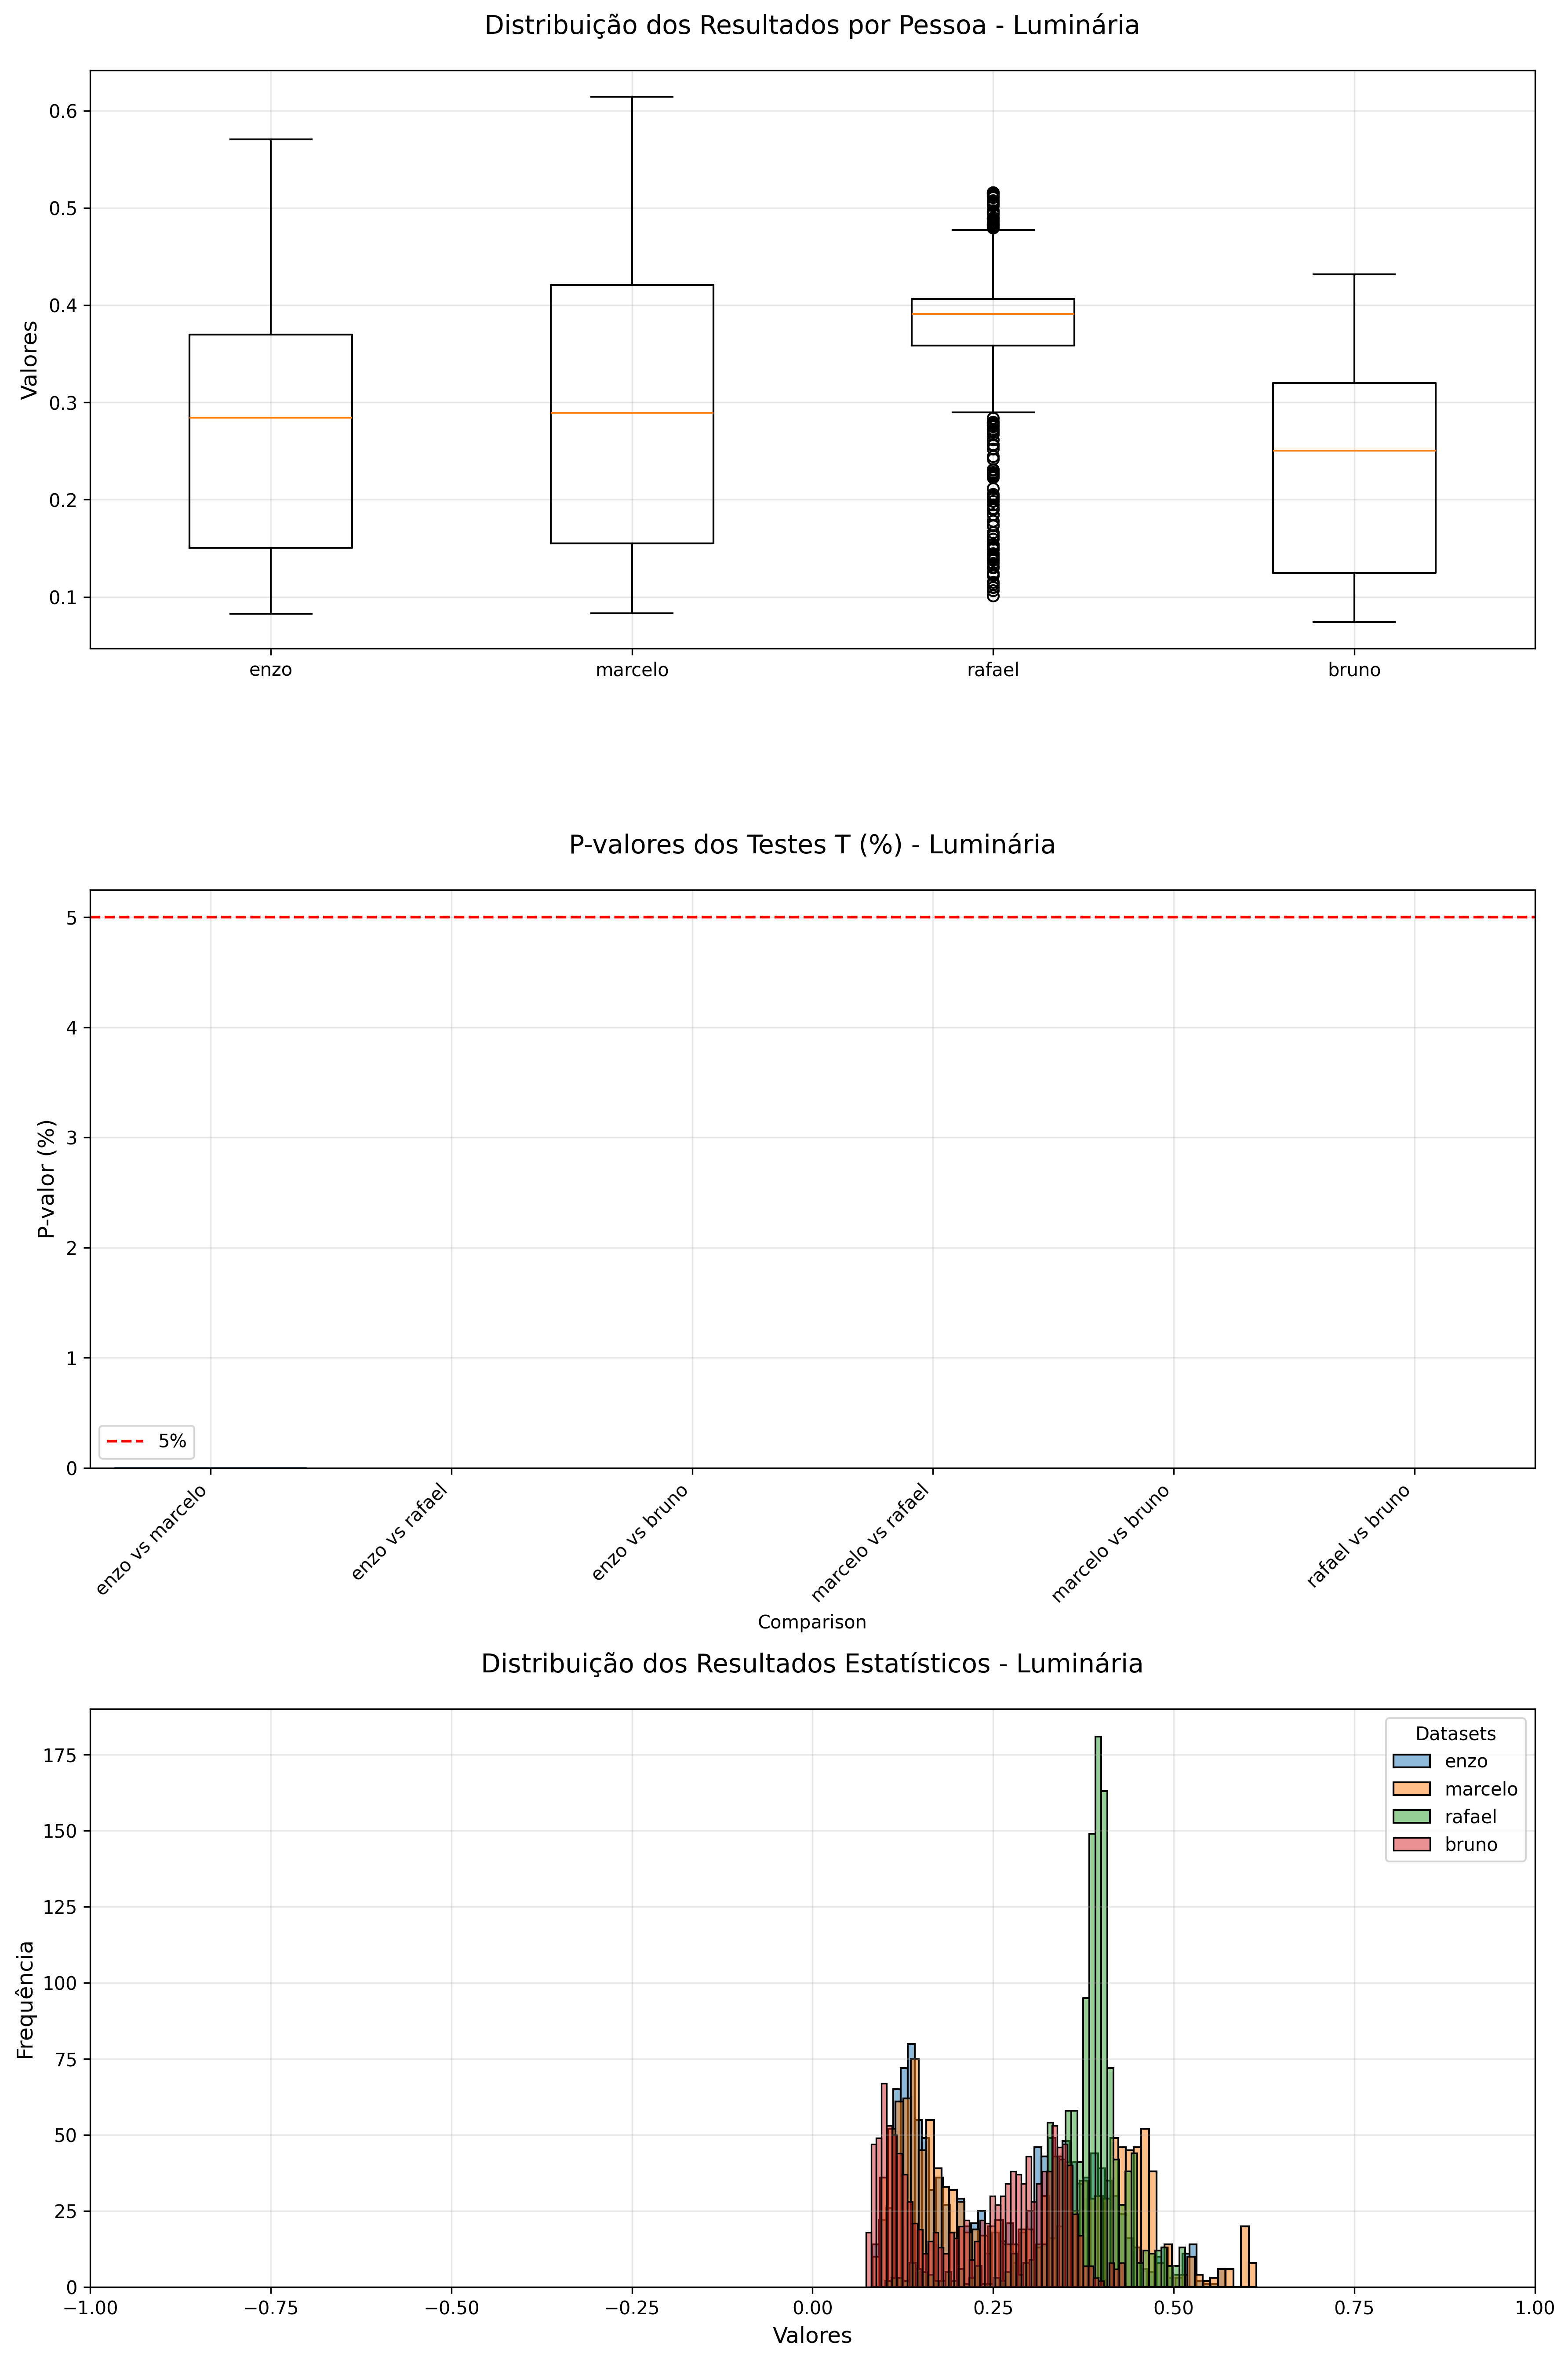 Distribuição dos Resultados por Pessoa - Luminária
Valores
0.6
0.5
0.4
0.3
0.2
0.1
enzo
marcelo
rafael
bruno
P-valores dos Testes T (%) - Luminária
P-valor (%)
5
4
3
2
1
0
5%
enzo vs marcelo
enzo vs rafael
enzo vs bruno
marcelo vs rafael
marcelo vs bruno
rafael vs bruno
Comparison
Distribuição dos Resultados Estatísticos - Luminária
Frequência
175
150
125
100
75
50
25
0
Datasets
enzo
marcelo
rafael
bruno
−1.00
−0.75
−0.50
−0.25
0.00
0.25
0.50
0.75
1.00
Valores